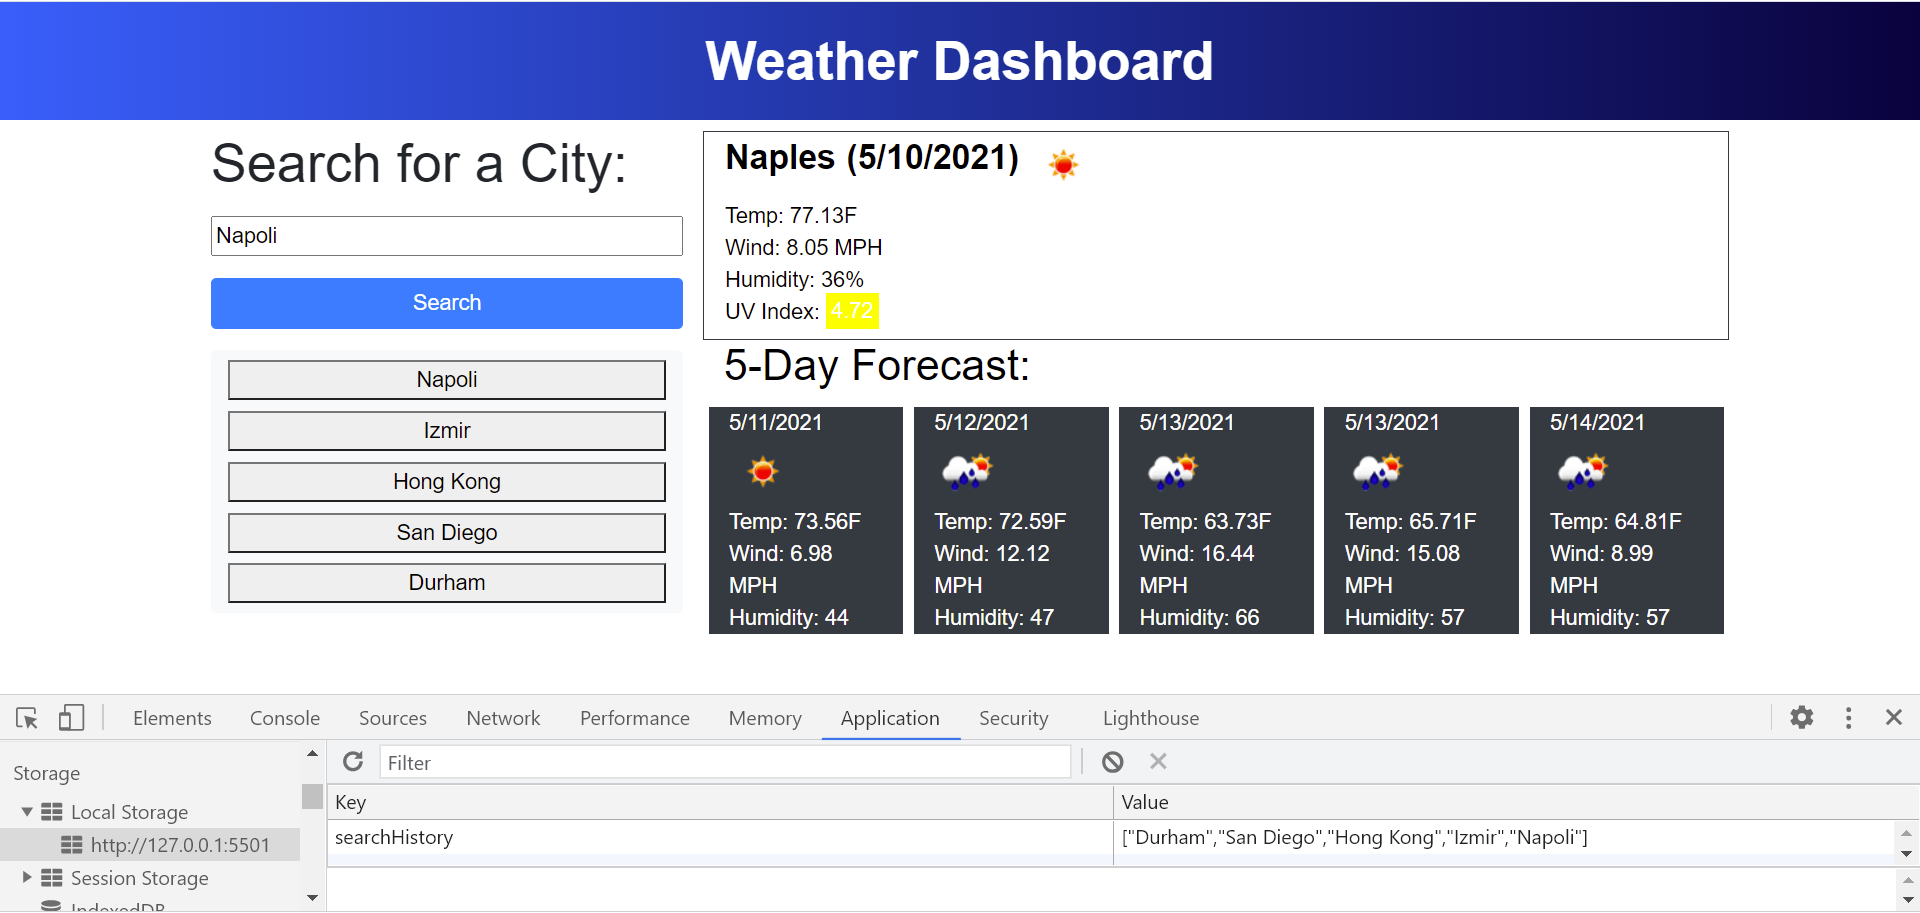 Weather Dashboard
Search for a City:
Napoli
Search
Napoli
Izmir
Hong Kong
San Diego
Durham
Naples (5/10/2021)
Temp: 77.13F
Wind: 8.05 MPH
Humidity: 36%
UV Index: 4.72
5-Day Forecast:
5/11/2021
Temp: 73.56F
Wind: 6.98
MPH
Humidity: 44
5/12/2021
Temp: 72.59F
Wind: 12.12
MPH
Humidity: 47
5/13/2021
Temp: 63.73F
Wind: 16.44
MPH
Humidity: 66
5/13/2021
Temp: 65.71F
Wind: 15.08
MPH
Humidity: 57
5/14/2021
Temp: 64.81F
Wind: 8.99
MPH
Humidity: 57
Elements Console Sources Network Performance Memory Application Security Lighthouse
Storage
Local Storage
http://127.0.0.1:5501
Session Storage
IndexedDB
Filter
Key Value
searchHistory ["Durham","San Diego","Hong Kong","Izmir","Napoli"]